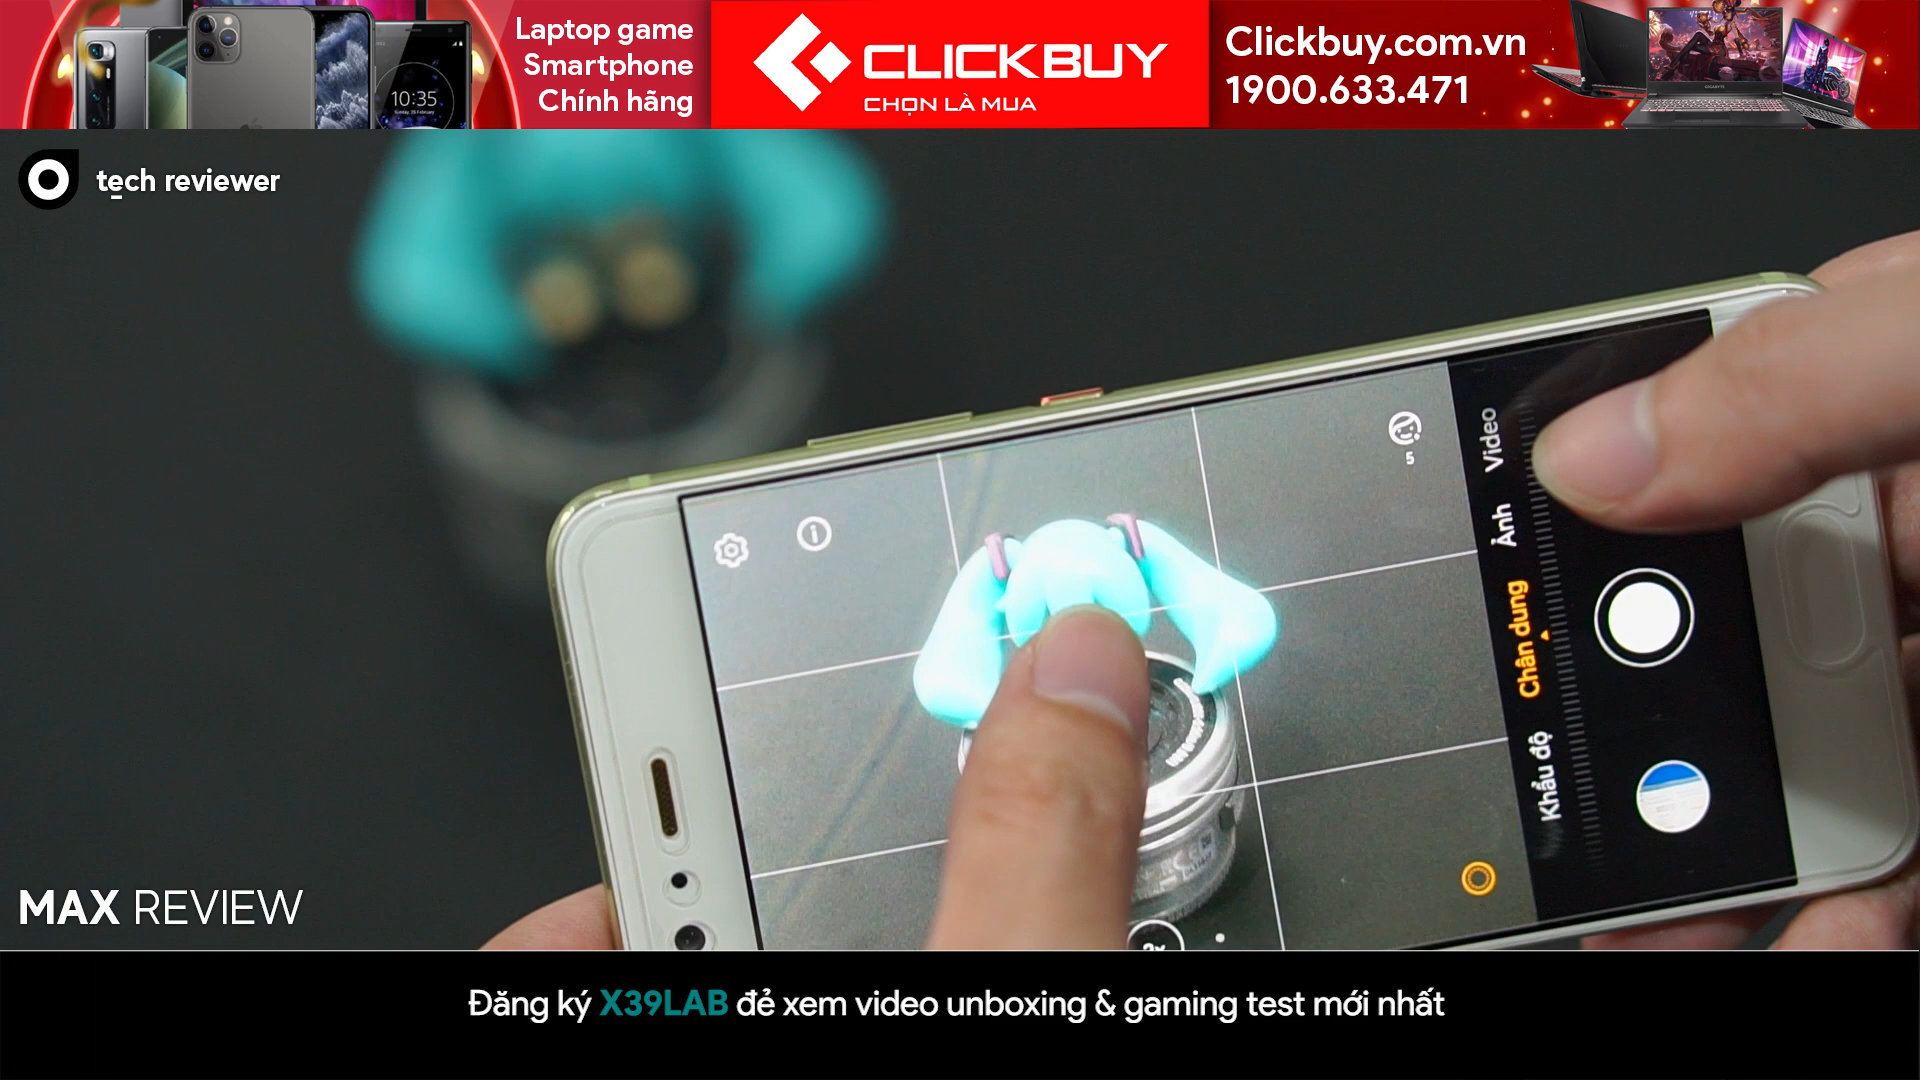 Laptop game
Smartphone
Chính hãng
CLICKBUY
CHỌN LÀ MUA
Clickbuy.com.vn
1900.633.471
10:35
tech reviewer
5
Video
Ảnh
Chân dung
Khẩu độ
MAX REVIEW
Đăng ký X39LAB đẻ xem video unboxing & gaming test mới nhất